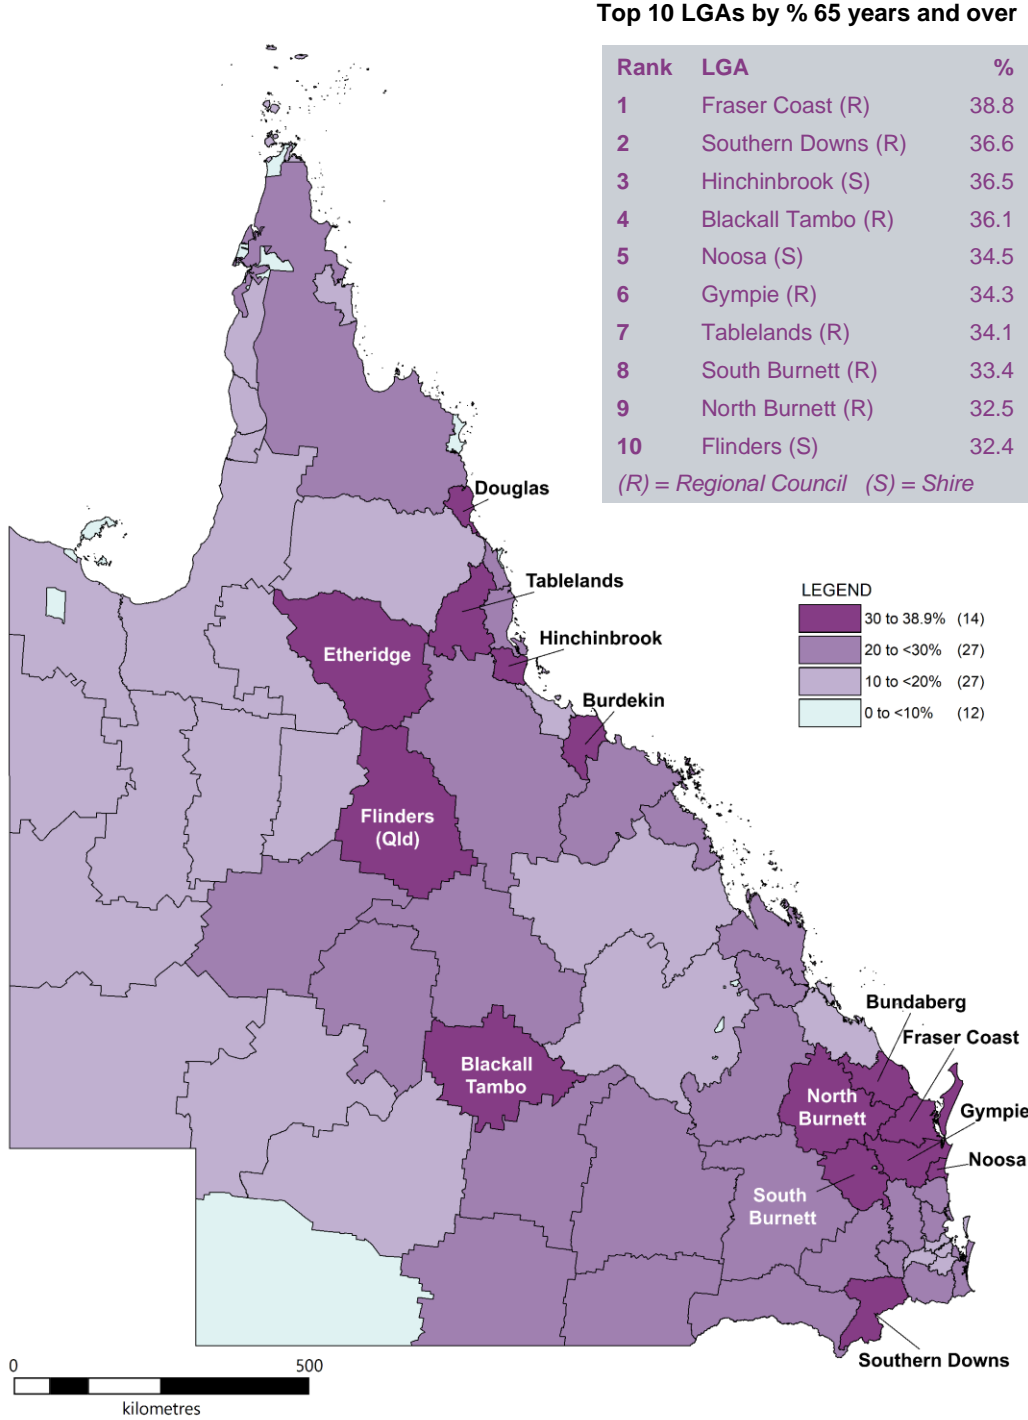 Top 10 LGAs by % 65 years and over
Rank LGA %
1 Fraser Coast (R) 38.8
2 Southern Downs (R) 36.6
3 Hinchinbrook (S) 36.5
4 Blackall Tambo (R) 36.1
5 Noosa (S) 34.5
6 Gympie (R) 34.3
7 Tablelands (R) 34.1
8 South Burnett (R) 33.4
9 North Burnett (R) 32.5
10 Flinders (S) 32.4
(R) = Regional Council (S) = Shire
Douglas
Tablelands
Hinchinbrook
Etheridge
Burdekin
LEGEND
30 to 38.9% (14)
20 to <30% (27)
10 to <20% (27)
0 to <10% (12)
Flinders
(Qld)
Bundaberg
Fraser Coast
Blackall
Tambo
North
Burnett
Gympie
Noosa
South
Burnett
Southern Downs
0 500
kilometres